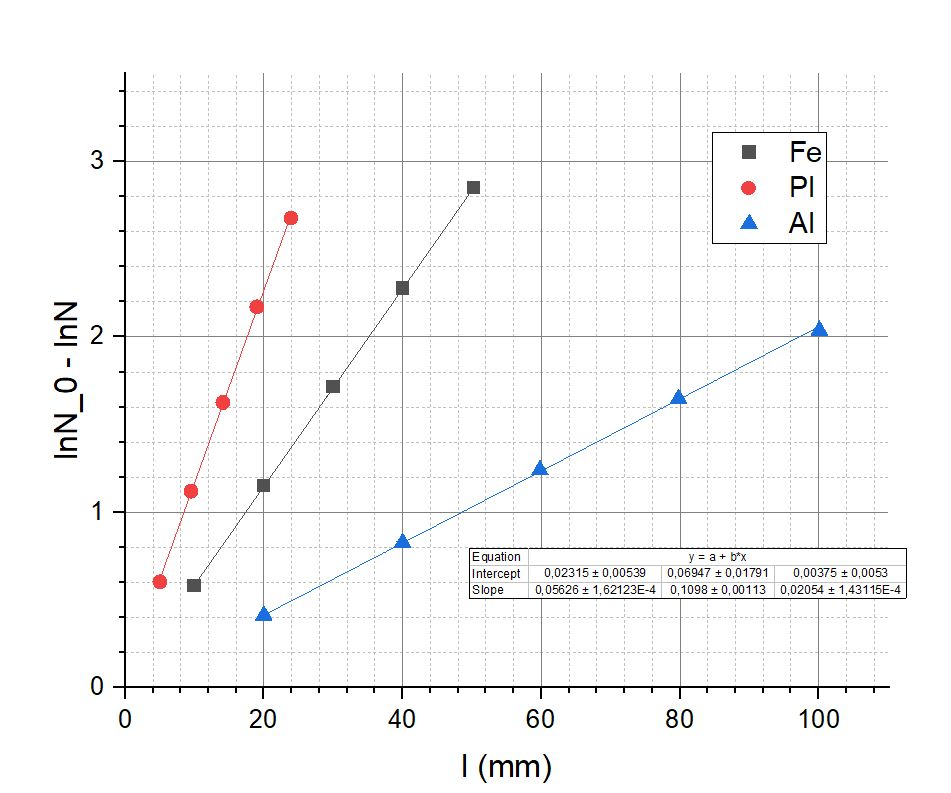 3
2
1
0
0
20
40
60
80
100
lnN_0 - lnN
l (mm)
Fe
Pl
Al
Equation y = a + b*x
Intercept 0,02315 ± 0,00539 0,06947 ± 0,01791 0,00375 ± 0,0053
Slope 0,05626 ± 1,62123E-4 0,1098 ± 0,00113 0,02054 ± 1,43115E-4